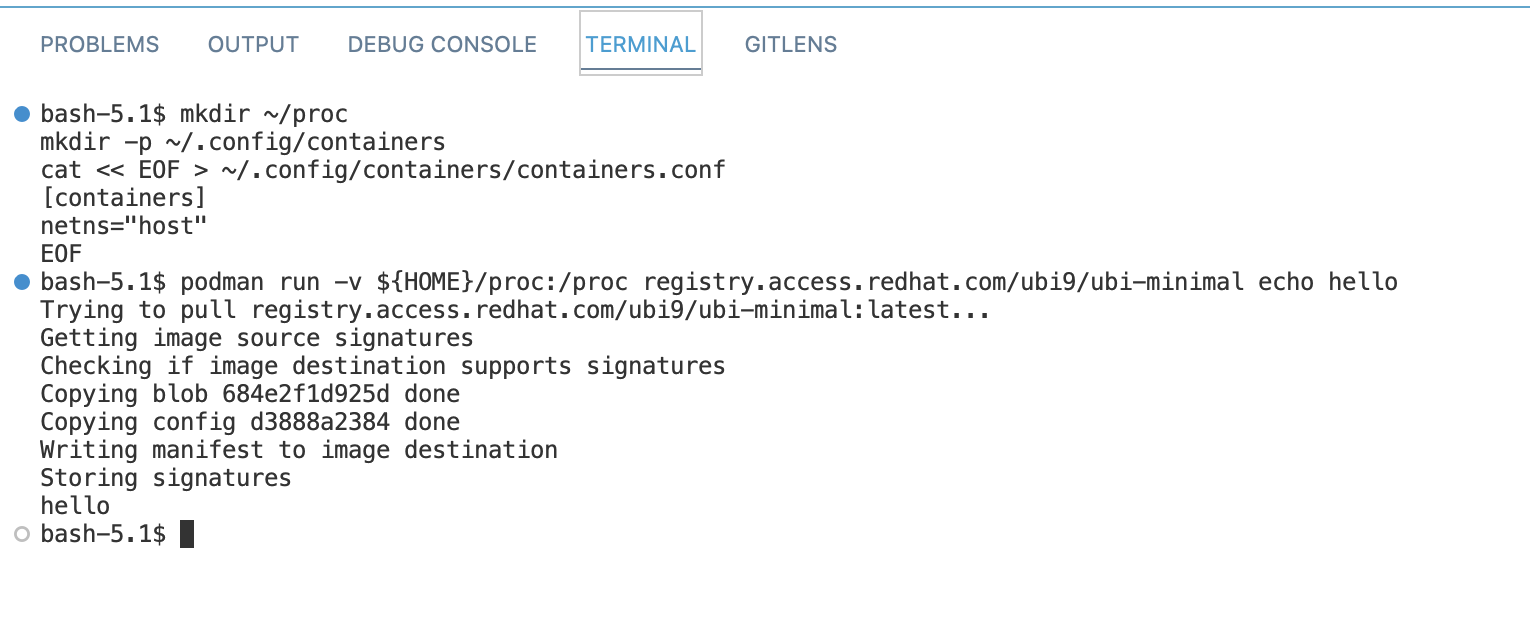 PROBLEMS OUTPUT DEBUG CONSOLE TERMINAL GITLENS
bash-5.1$ mkdir ~/proc
mkdir -p ~/.config/containers
cat << EOF > ~/.config/containers/containers.conf
[containers]
netns="host"
EOF
bash-5.1$ podman run -v ${HOME}/proc:/proc registry.access.redhat.com/ubi9/ubi-minimal echo hello
Trying to pull registry.access.redhat.com/ubi9/ubi-minimal:latest...
Getting image source signatures
Checking if image destination supports signatures
Copying blob 684e2f1d925d done
Copying config d3888a2384 done
Writing manifest to image destination
Storing signatures
hello
bash-5.1$